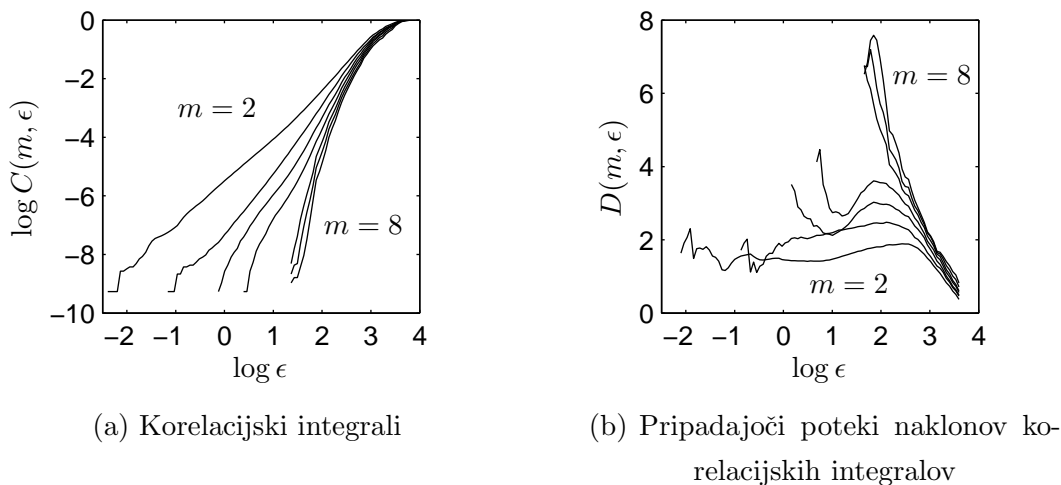 0
−2
−4
−6
−8
−10
log C(m, ϵ)
m = 2
m = 8
−2 −1 0 1 2 3 4
log ϵ
(a) Korelacijski integrali
8
6
4
2
0
D(m, ϵ)
m = 8
m = 2
−2 −1 0 1 2 3 4
log ϵ
(b) Pripadajoči poteki naklonov ko-
relacijskih integralov